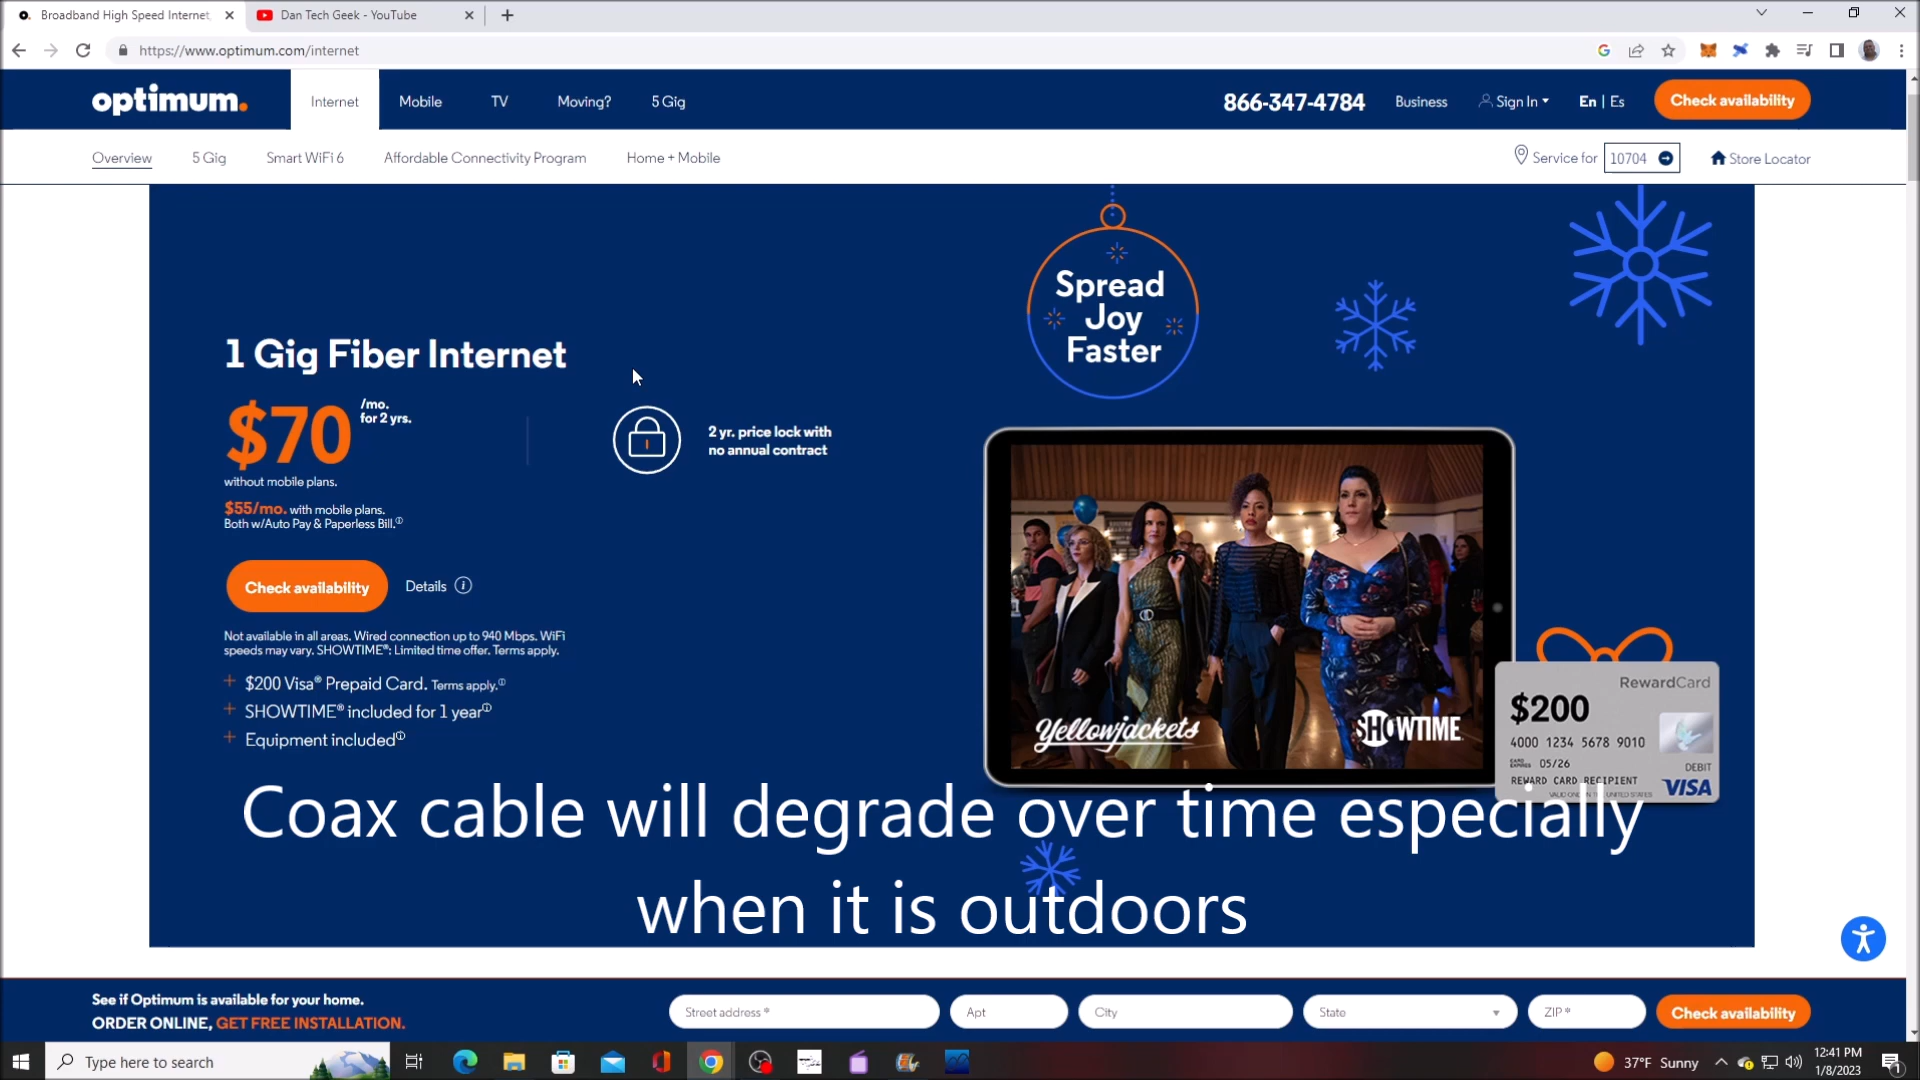 Broadband High Speed Internet,
Dan Tech Geek - YouTube
https://www.optimum.com/internet
optimum.
Internet
Mobile
TV
Moving?
5 Gig
866-347-4784
Business
Sign In
En | Es
Check availability
Overview
5 Gig
Smart WiFi 6
Affordable Connectivity Program
Home + Mobile
Service for
10704
Store Locator
Spread
Joy
Faster
1 Gig Fiber Internet
$70
/mo.
for 2 yrs.
2 yr. price lock with
no annual contract
without mobile plans.
$55/mo. with mobile plans.
Both w/Auto Pay & Paperless Bill.
Check availability
Details
Not available in all areas. Wired connection up to 940 Mbps. WiFi
speeds may vary. SHOWTIME®: Limited time offer. Terms apply.
+ $200 Visa® Prepaid Card. Terms apply.
+ SHOWTIME® included for 1 year
+ Equipment included
Yellowjackets
SHOWTIME
RewardCard
$200
4000 1234 5678 9010
05/26
DEBIT
REWARD CARD RECIPIENT
VISA
Coax cable will degrade over time especially
when it is outdoors
See if Optimum is available for your home.
ORDER ONLINE, GET FREE INSTALLATION.
Street address *
Apt
City
State
ZIP *
Check availability
Type here to search
37°F Sunny
12:41 PM
1/8/2023
1